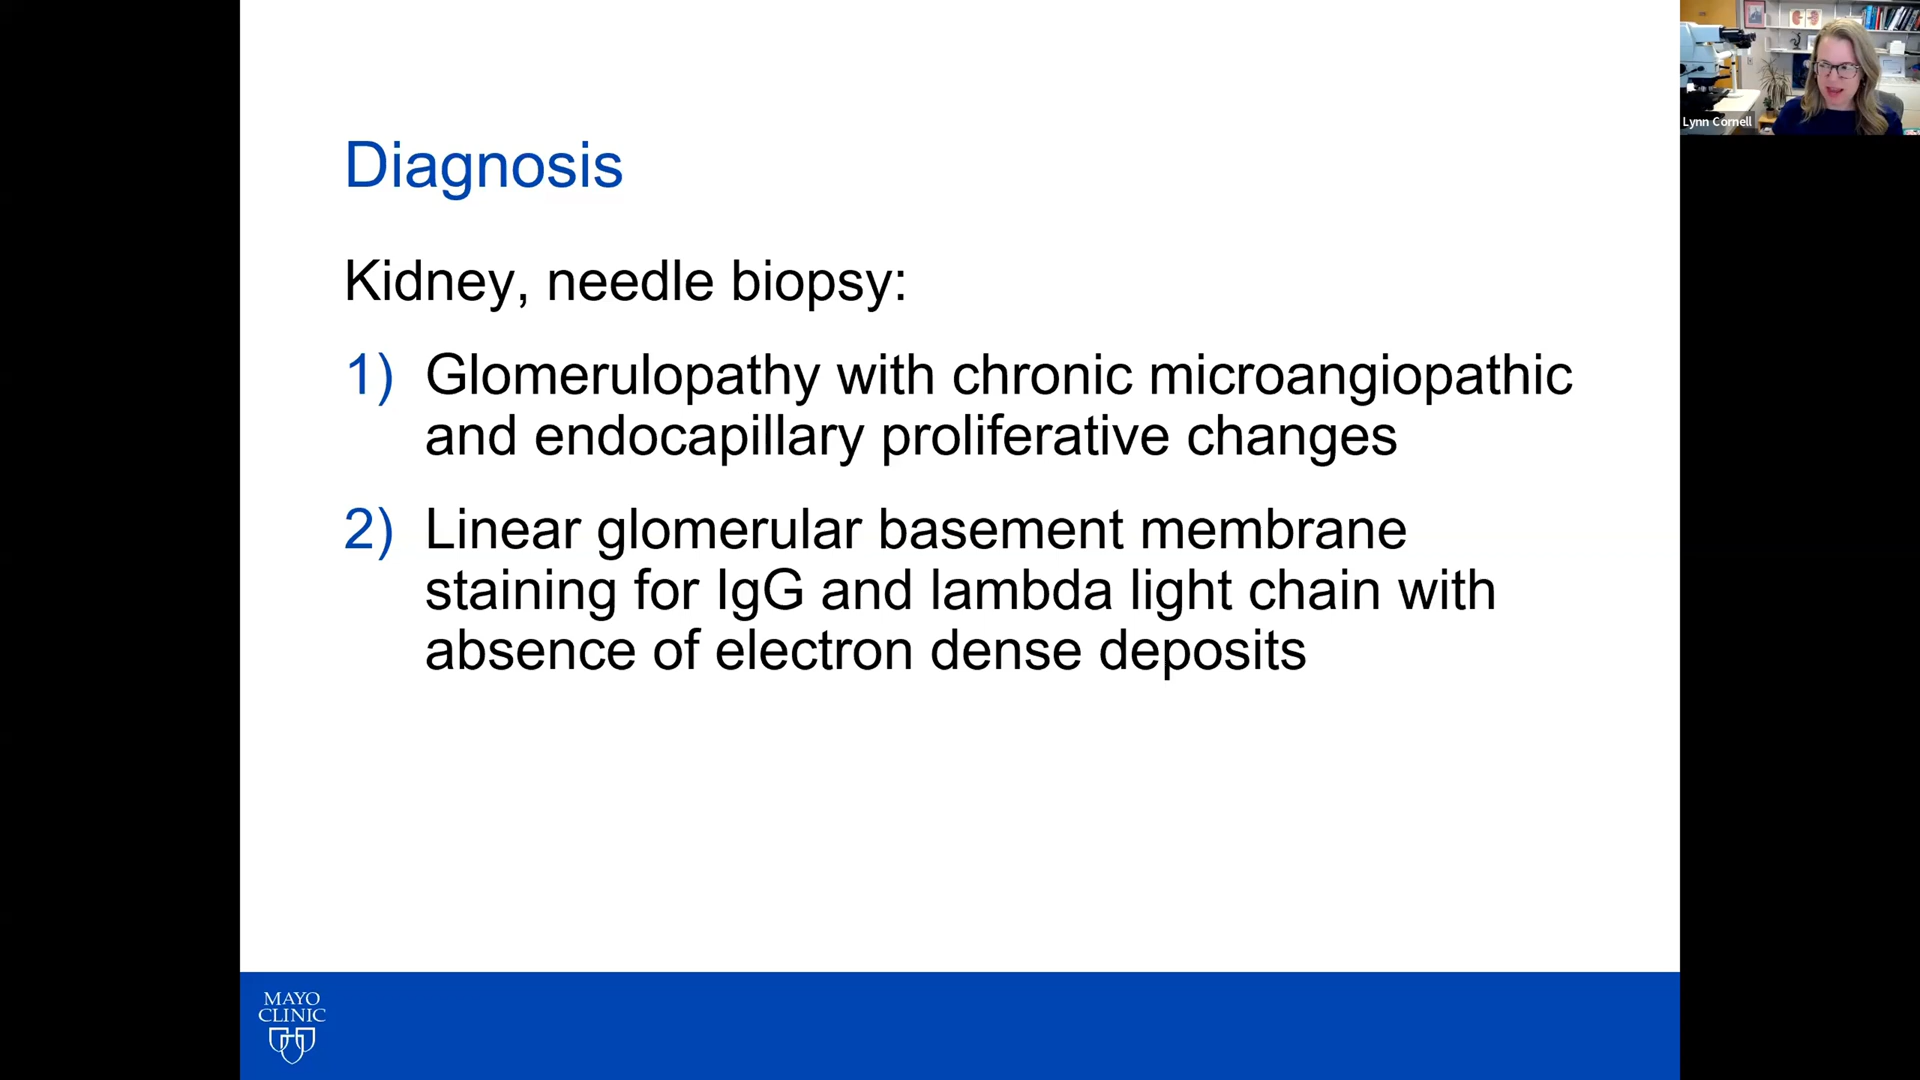 Diagnosis
Kidney, needle biopsy:
1) Glomerulopathy with chronic microangiopathic
and endocapillary proliferative changes
2) Linear glomerular basement membrane
staining for IgG and lambda light chain with
absence of electron dense deposits
Lynn Cornell
MAYO
CLINIC